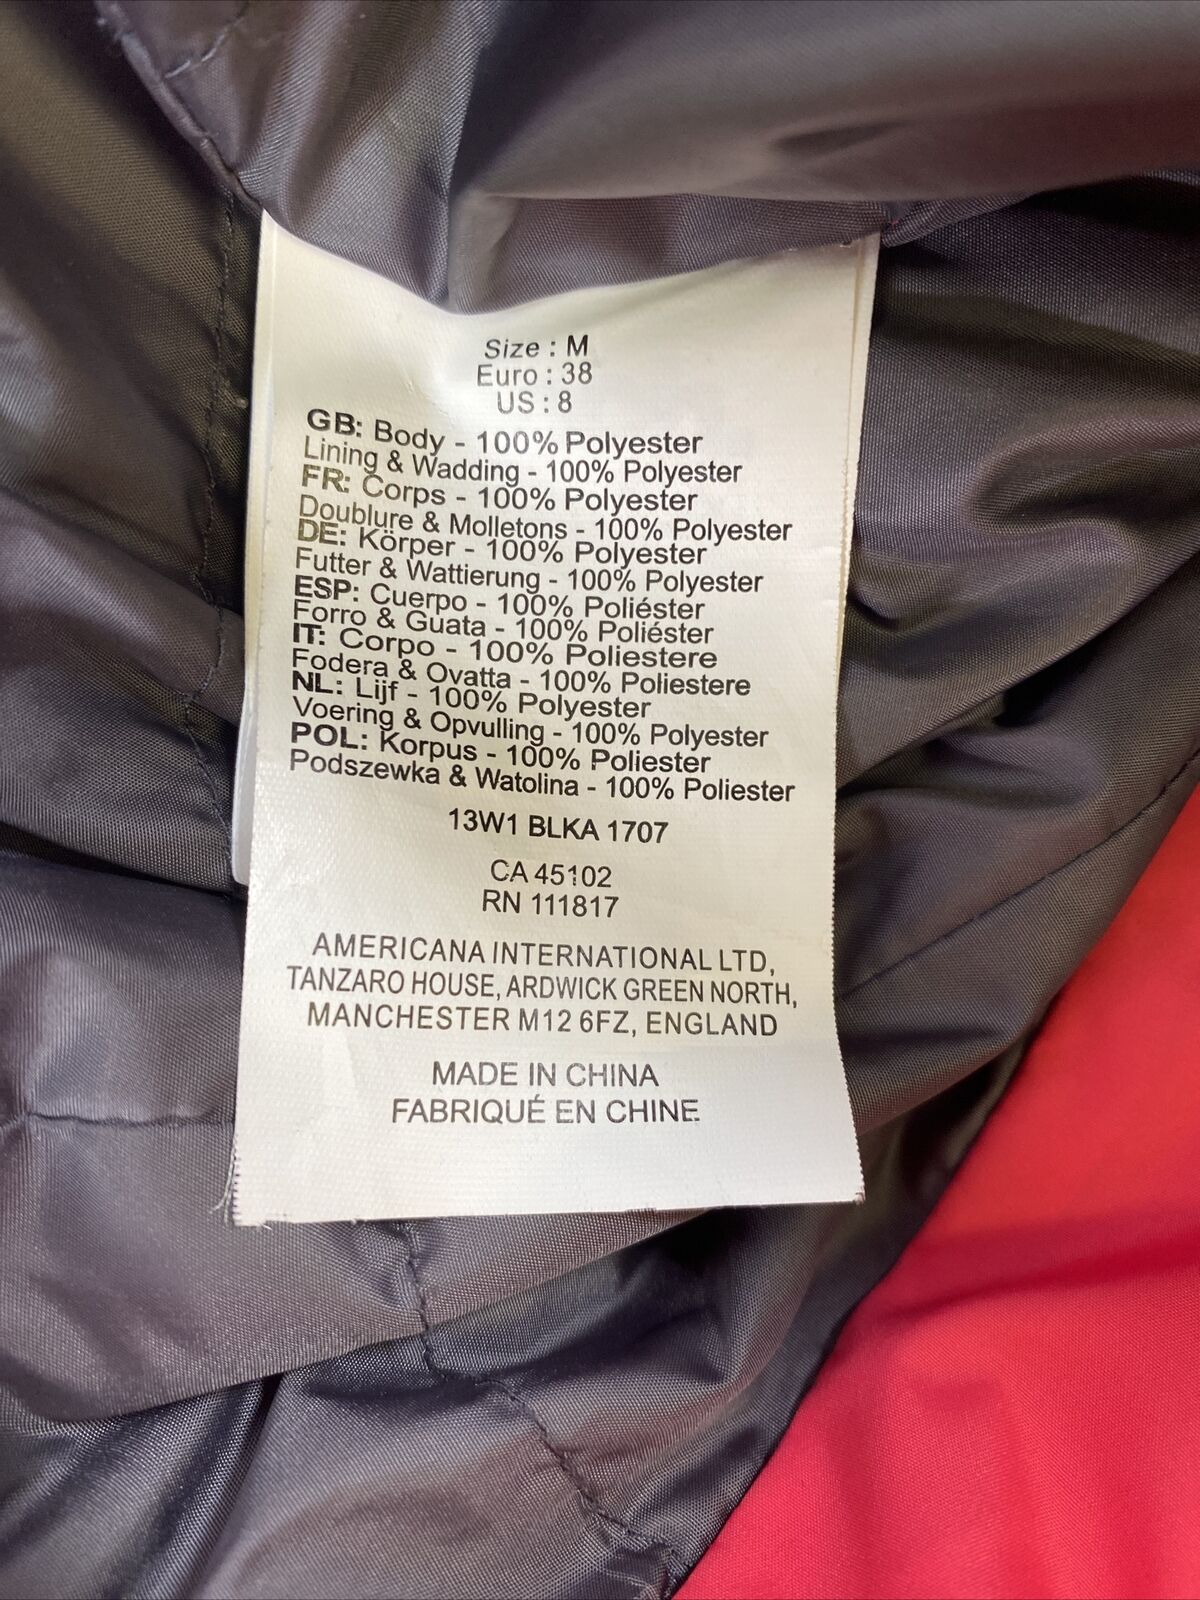 Size : M
Euro : 38
US : 8
GB: Body - 100% Polyester
Lining & Wadding - 100% Polyester
FR: Corps - 100% Polyester
Doublure & Molletons - 100% Polyester
DE: Körper - 100% Polyester
Futter & Wattierung - 100% Polyester
ESP: Cuerpo - 100% Poliéster
Forro & Guata - 100% Poliéster
IT: Corpo - 100% Poliestere
Fodera & Ovatta - 100% Poliestere
NL: Lijf - 100% Polyester
Voering & Opvulling - 100% Polyester
POL: Korpus - 100% Poliester
Podszewka & Watolina - 100% Poliester
13W1 BLKA 1707
CA 45102
RN 111817
AMERICANA INTERNATIONAL LTD,
TANZARO HOUSE, ARDWICK GREEN NORTH,
MANCHESTER M12 6FZ, ENGLAND
MADE IN CHINA
FABRIQUÉ EN CHINE